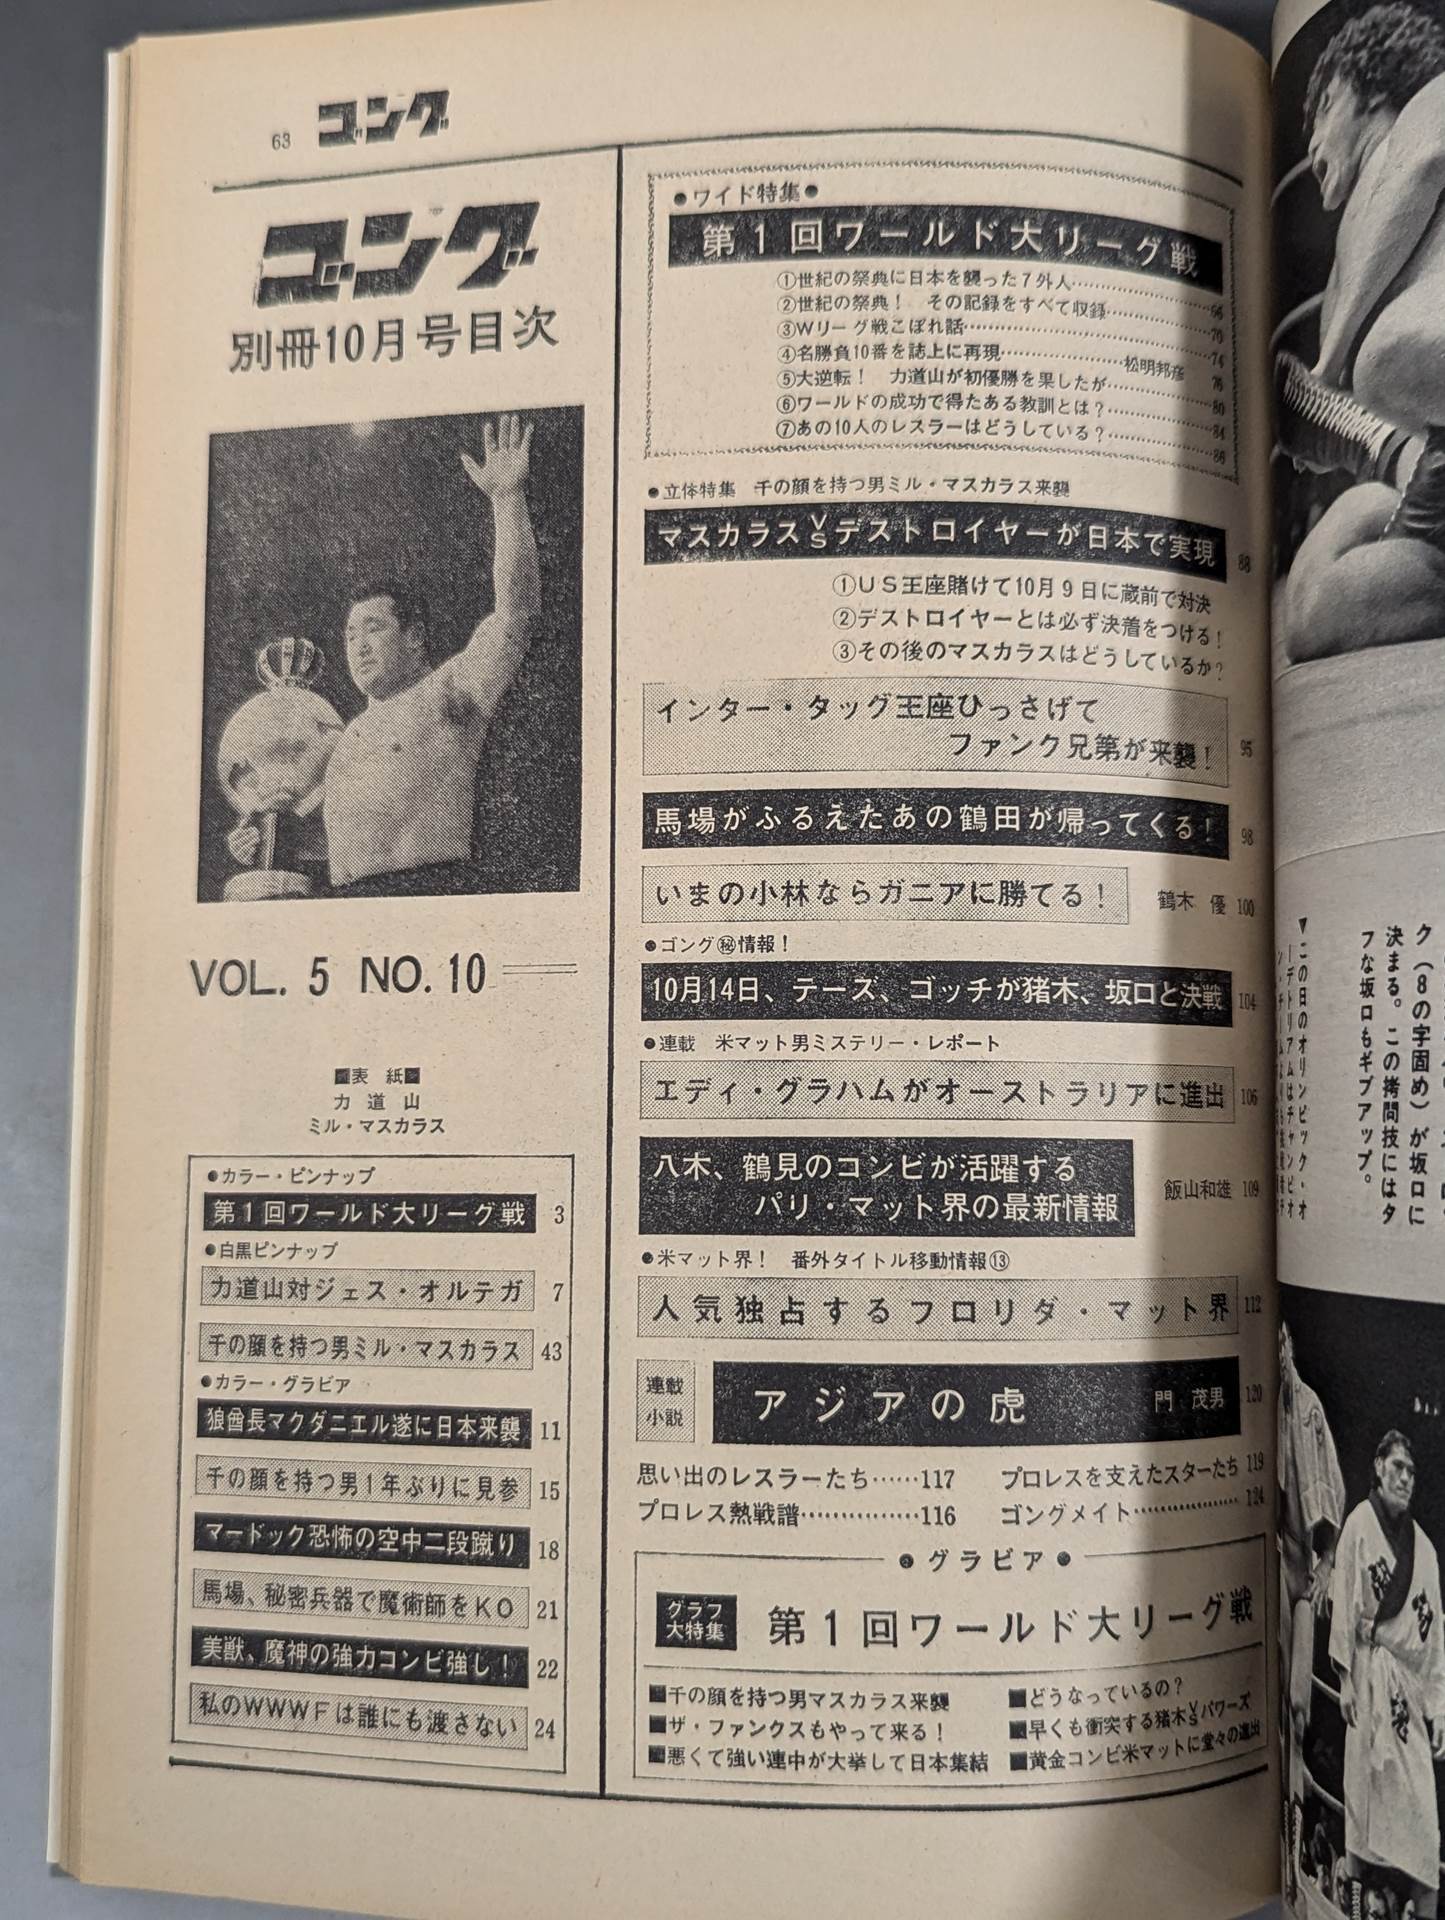 63 ゴング
ゴング
別冊10月号目次
VOL. 5 NO. 10
■表紙■
力道山
ミル・マスカラス
●カラー・ピンナップ
第1回ワールド大リーグ戦 3
●白黒ピンナップ
力道山対ジェス・オルテガ 7
千の顔を持つ男ミル・マスカラス 43
●カラー・グラビア
狼酋長マクダニエル遂に日本来襲 11
千の顔を持つ男1年ぶりに見参 15
マードック恐怖の空中二段蹴り 18
馬場、秘密兵器で魔術師をKO 21
美獣、魔神の強力コンビ強し! 22
私のWWWFは誰にも渡さない 24
●ワイド特集●
第1回ワールド大リーグ戦
①世紀の祭典に日本を襲った7外人…………66
②世紀の祭典! その記録をすべて収録…………70
③Wリーグ戦こぼれ話…………74
④名勝負10番を誌上に再現…………松明邦彦 76
⑤大逆転! 力道山が初優勝を果したが…………80
⑥ワールドの成功で得たある教訓とは?…………84
⑦あの10人のレスラーはどうしている?…………86
●立体特集 千の顔を持つ男ミル・マスカラス来襲
マスカラスVSデストロイヤーが日本で実現 88
①US王座賭けて10月9日に蔵前で対決
②デストロイヤーとは必ず決着をつける!
③その後のマスカラスはどうしているか?
インター・タッグ王座ひっさげて
ファンク兄弟が来襲! 95
馬場がふるえたあの鶴田が帰ってくる! 98
いまの小林ならガニアに勝てる! 鶴木 優 100
●ゴング㊙情報!
10月14日、テーズ、ゴッチが猪木、坂口と決戦 104
●連載 米マット男ミステリー・レポート
エディ・グラハムがオーストラリアに進出 106
八木、鶴見のコンビが活躍する
パリ・マット界の最新情報 飯山和雄 109
●米マット界! 番外タイトル移動情報⑬
人気独占するフロリダ・マット界 112
連載小説 アジアの虎 門 茂男 120
思い出のレスラーたち……117 プロレスを支えたスターたち 119
プロレス熱戦譜……………116 ゴングメイト………………124
●グラビア●
グラフ大特集 第1回ワールド大リーグ戦
■千の顔を持つ男マスカラス来襲
■ザ・ファンクスもやって来る!
■悪くて強い連中が大挙して日本集結
■どうなっているの?
■早くも衝突する猪木VSパワーズ
■黄金コンビ米マットに堂々の進出
▼この日のオリンピック・オ
ーデトリアムはチャンピオ
ク(8の字固め)が坂口に
決まる。この拷問技にはタ
フな坂口もギブアップ。